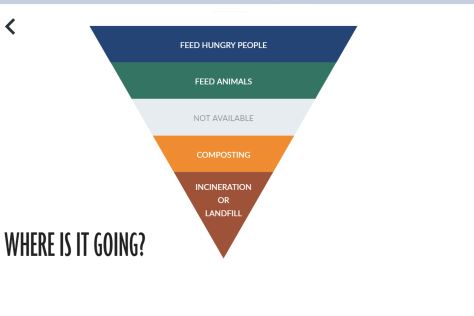 FEED HUNGRY PEOPLE
FEED ANIMALS
NOT AVAILABLE
COMPOSTING
INCINERATION
OR
LANDFILL
WHERE IS IT GOING?